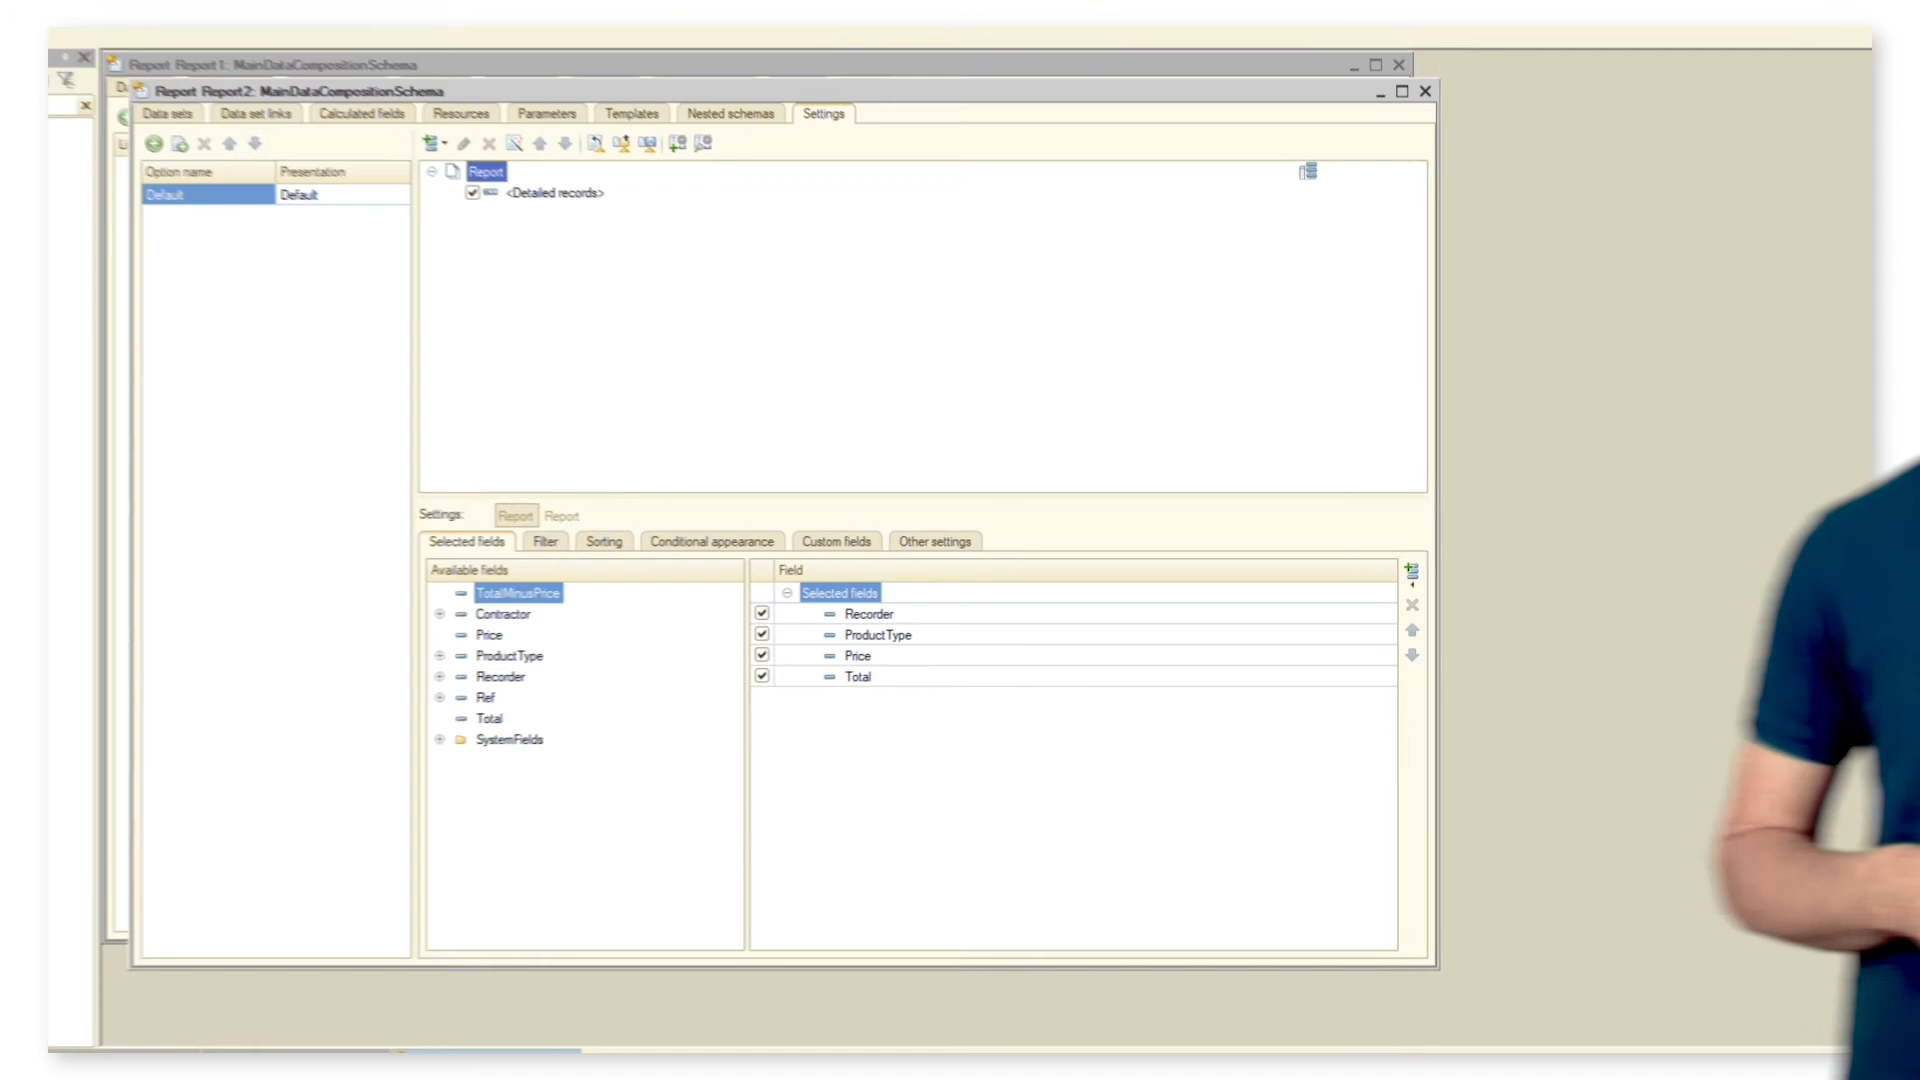 Report Report1: MainDataCompositionSchema
Report Report2: MainDataCompositionSchema
Data sets Data set links Calculated fields Resources Parameters Templates Nested schemas Settings
Option name Presentation
Default Default
Report
<Detailed records>
Settings: Report Report
Selected fields Filter Sorting Conditional appearance Custom fields Other settings
Available fields
TotalMinusPrice
Contractor
Price
ProductType
Recorder
Ref
Total
SystemFields
Field
Selected fields
Recorder
ProductType
Price
Total